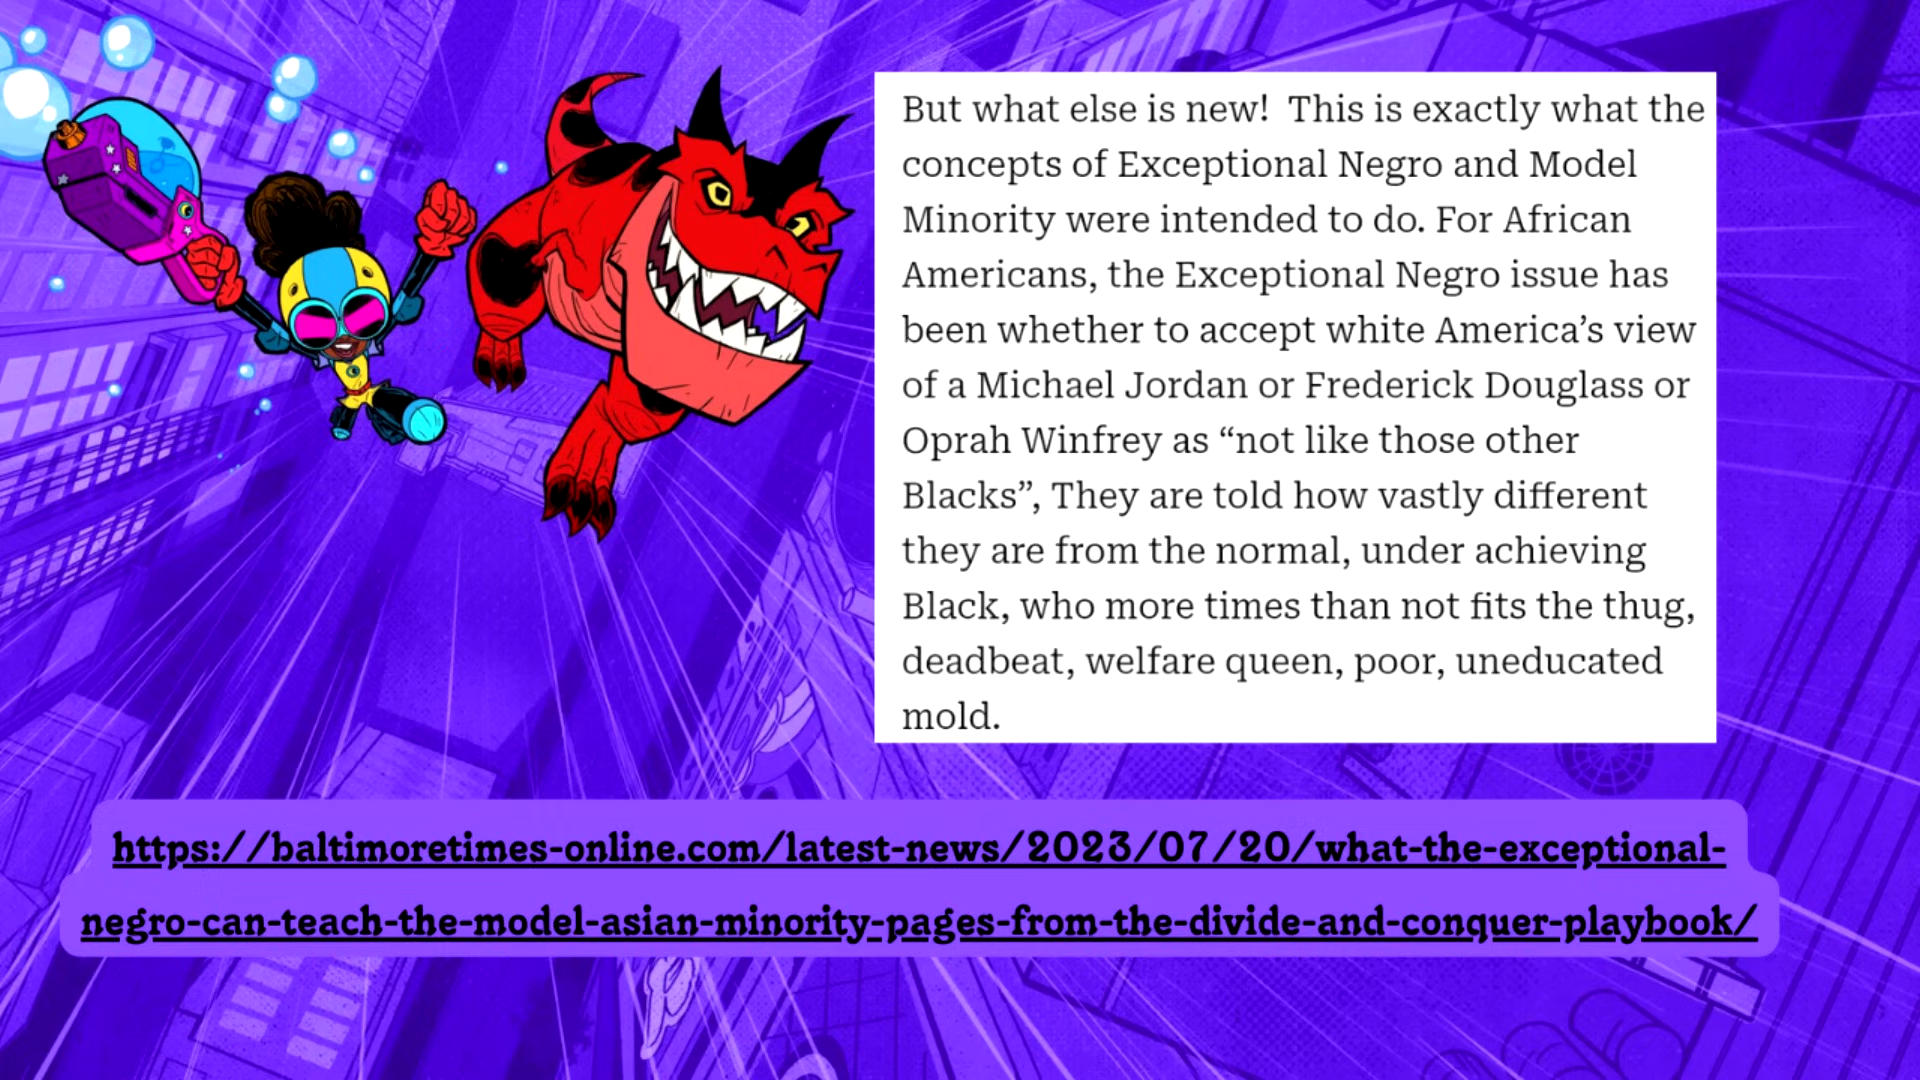 But what else is new!  This is exactly what the
concepts of Exceptional Negro and Model
Minority were intended to do. For African
Americans, the Exceptional Negro issue has
been whether to accept white America’s view
of a Michael Jordan or Frederick Douglass or
Oprah Winfrey as “not like those other
Blacks”, They are told how vastly different
they are from the normal, under achieving
Black, who more times than not fits the thug,
deadbeat, welfare queen, poor, uneducated
mold.
https://baltimoretimes-online.com/latest-news/2023/07/20/what-the-exceptional-
negro-can-teach-the-model-asian-minority-pages-from-the-divide-and-conquer-playbook/